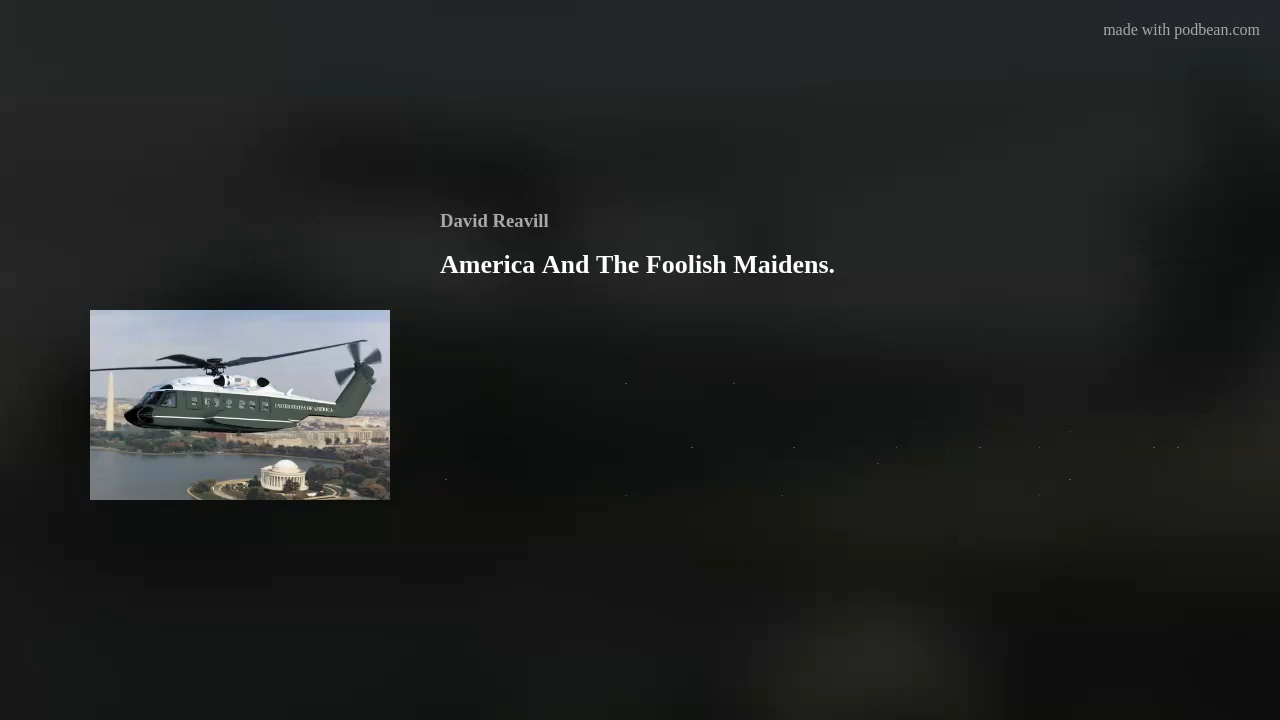 made with podbean.com
David Reavill
America And The Foolish Maidens.
UNITED STATES OF AMERICA